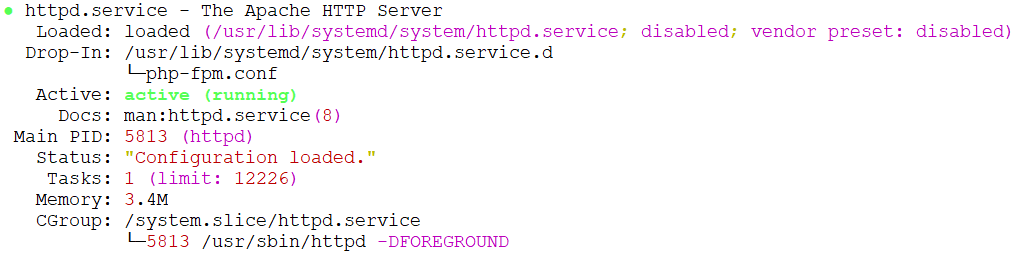 ● httpd.service - The Apache HTTP Server
Loaded: loaded (/usr/lib/systemd/system/httpd.service; disabled; vendor preset: disabled)
Drop-In: /usr/lib/systemd/system/httpd.service.d
└─php-fpm.conf
Active: active (running)
Docs: man:httpd.service(8)
Main PID: 5813 (httpd)
Status: "Configuration loaded."
Tasks: 1 (limit: 12226)
Memory: 3.4M
CGroup: /system.slice/httpd.service
└─5813 /usr/sbin/httpd -DFOREGROUND